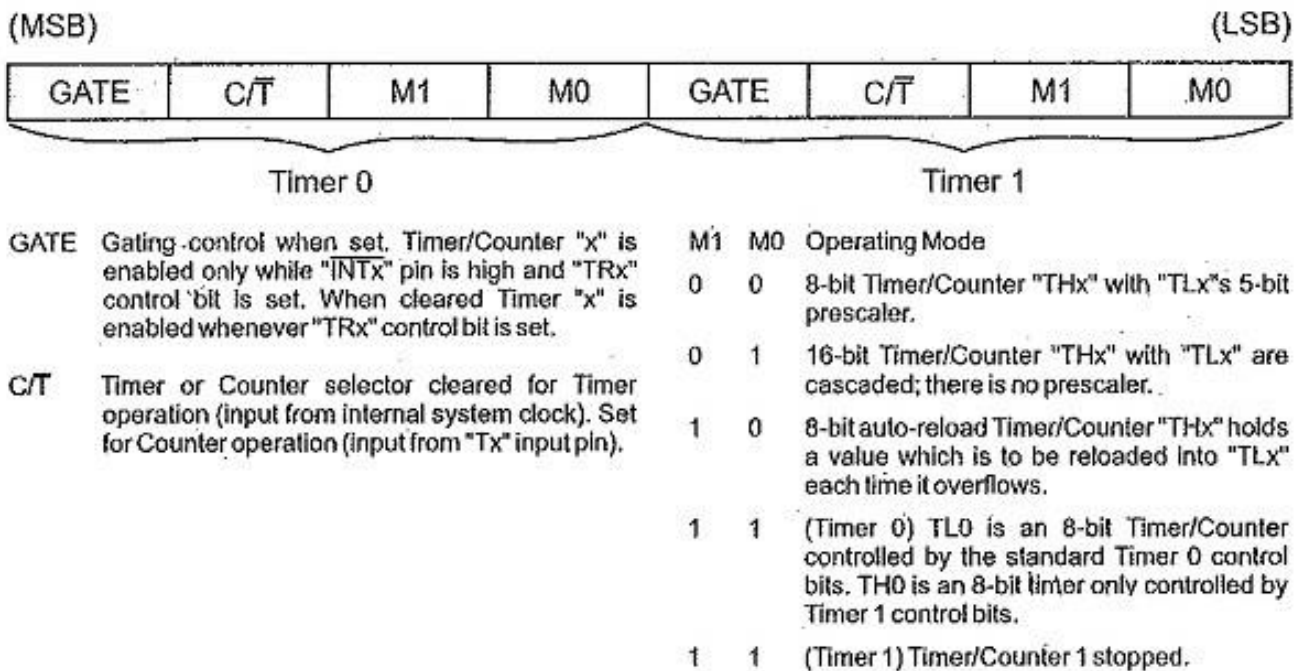 (MSB) (LSB)
GATE C/T̅ M1 M0 GATE C/T̅ M1 M0
Timer 0 Timer 1
GATE Gating control when set. Timer/Counter "x" is
enabled only while "I̅N̅T̅x̅" pin is high and "TRx"
control bit is set. When cleared Timer "x" is
enabled whenever "TRx" control bit is set.
C/T̅ Timer or Counter selector cleared for Timer
operation (input from internal system clock). Set
for Counter operation (input from "Tx" input pin).
M1 M0 Operating Mode
0 0 8-bit Timer/Counter "THx" with "TLx"s 5-bit
prescaler.
0 1 16-bit Timer/Counter "THx" with "TLx" are
cascaded; there is no prescaler.
1 0 8-bit auto-reload Timer/Counter "THx" holds
a value which is to be reloaded into "TLx"
each time it overflows.
1 1 (Timer 0) TL0 is an 8-bit Timer/Counter
controlled by the standard Timer 0 control
bits. TH0 is an 8-bit timer only controlled by
Timer 1 control bits.
1 1 (Timer 1) Timer/Counter 1 stopped.